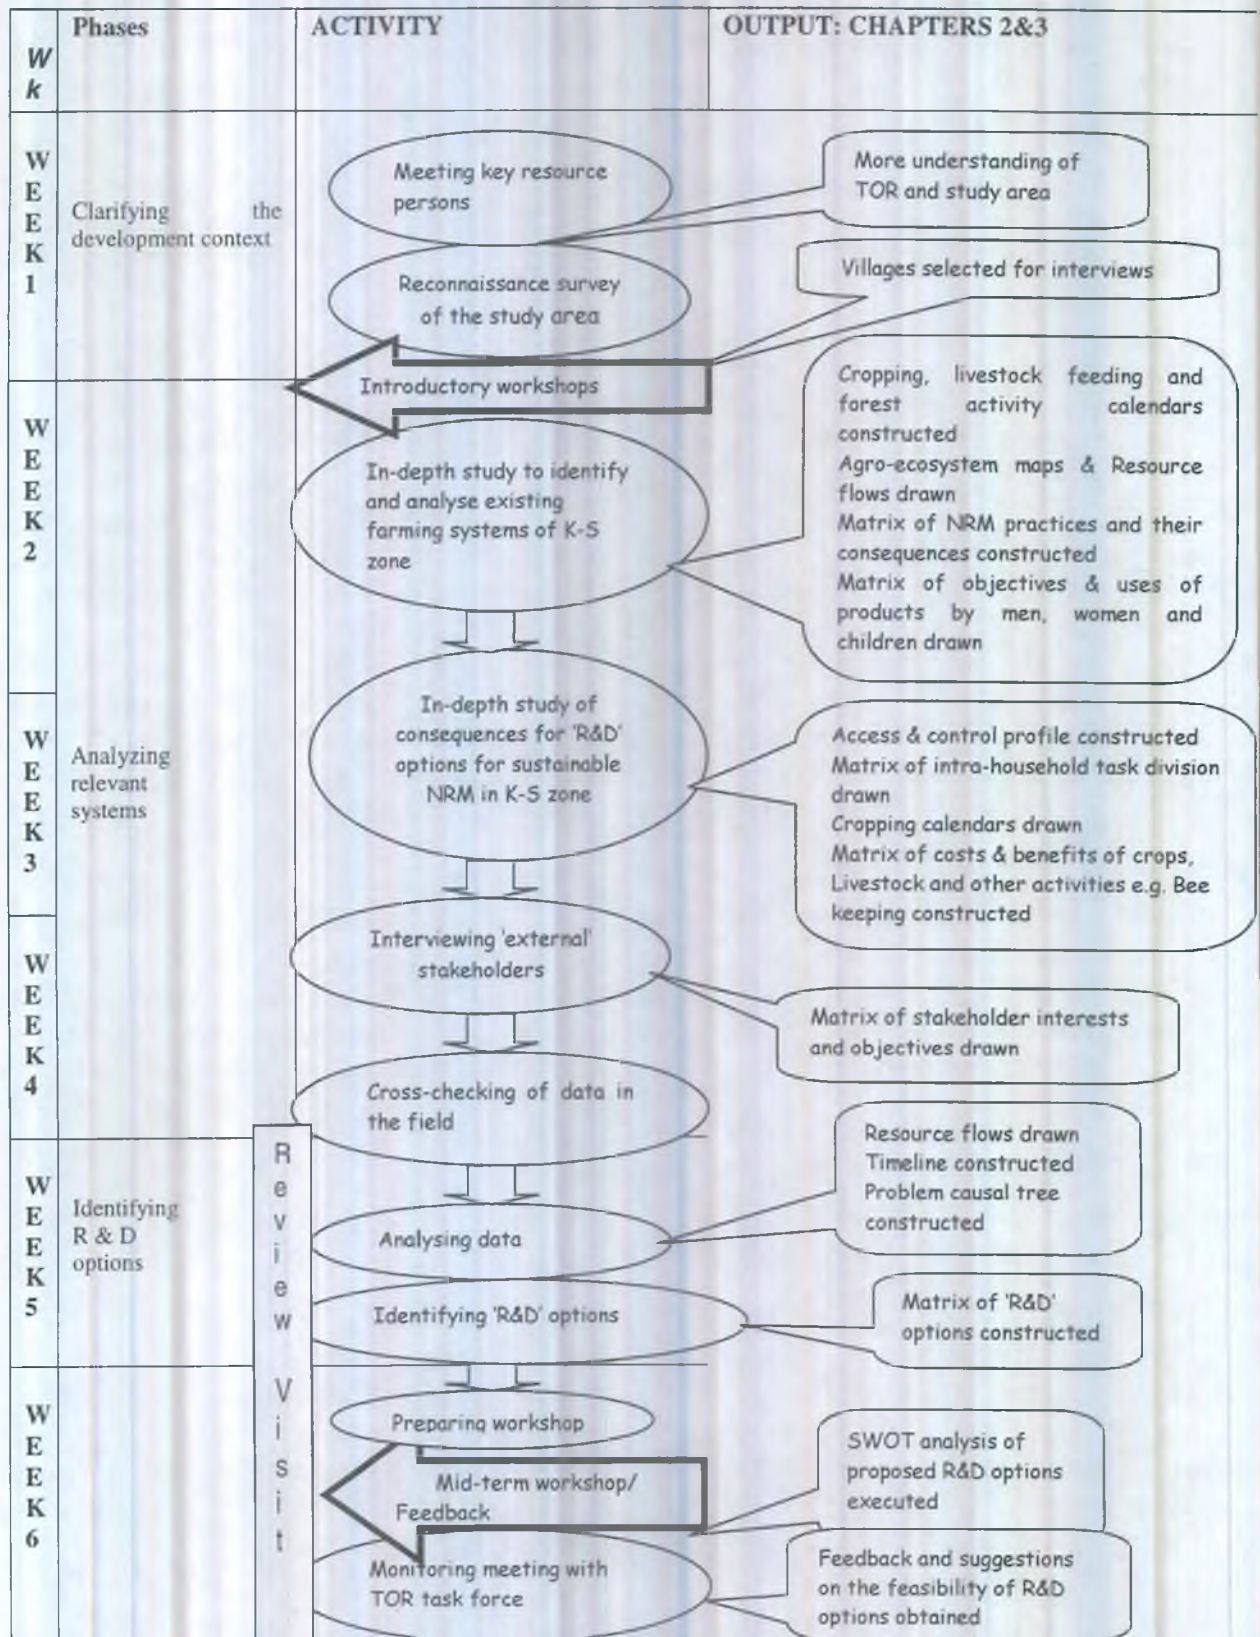 Phases
ACTIVITY
OUTPUT: CHAPTERS 2&3
W
k
W
E
E
K
1
Clarifying the
development context
Meeting key resource
persons
More understanding of
TOR and study area
Reconnaissance survey
of the study area
Villages selected for interviews
Introductory workshops
W
E
E
K
2
In-depth study to identify
and analyse existing
farming systems of K-S
zone
Cropping, livestock feeding and
forest activity calendars
constructed
Agro-ecosystem maps & Resource
flows drawn
Matrix of NRM practices and their
consequences constructed
Matrix of objectives & uses of
products by men, women and
children drawn
W
E
E
K
3
Analyzing
relevant
systems
In-depth study of
consequences for 'R&D'
options for sustainable
NRM in K-S zone
Access & control profile constructed
Matrix of intra-household task division
drawn
Cropping calendars drawn
Matrix of costs & benefits of crops,
Livestock and other activities e.g. Bee
keeping constructed
W
E
E
K
4
Interviewing 'external'
stakeholders
Matrix of stakeholder interests
and objectives drawn
Cross-checking of data in
the field
W
E
E
K
5
Identifying
R & D
options
R
e
v
i
e
w
V
i
s
i
t
Analysing data
Resource flows drawn
Timeline constructed
Problem causal tree
constructed
Identifying 'R&D' options
Matrix of 'R&D'
options constructed
W
E
E
K
6
Preparing workshop
Mid-term workshop/
Feedback
SWOT analysis of
proposed R&D options
executed
Monitoring meeting with
TOR task force
Feedback and suggestions
on the feasibility of R&D
options obtained